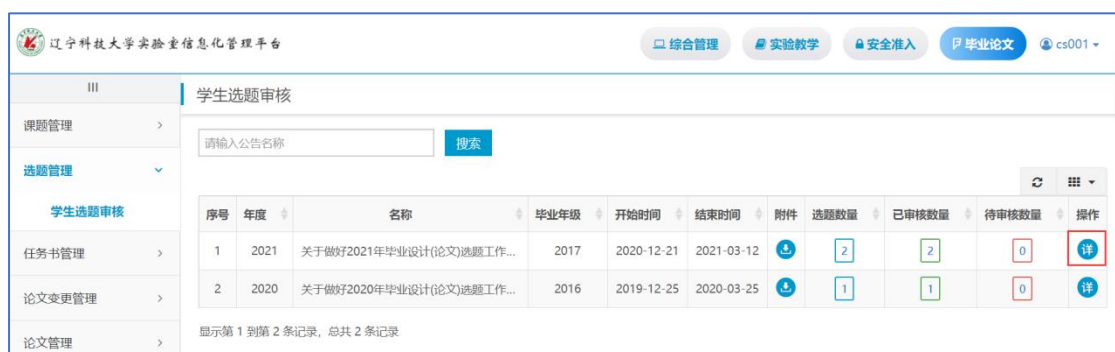 辽宁科技大学实验室信息化管理平台 综合管理 实验教学 安全准入 毕业论文 cs001
学生选题审核
课题管理
请输入公告名称 搜索
选题管理
学生选题审核
序号 年度 名称 毕业年级 开始时间 结束时间 附件 选题数量 已审核数量 待审核数量 操作
1 2021 关于做好2021年毕业设计(论文)选题工作... 2017 2020-12-21 2021-03-12 2 2 0 详
任务书管理
2 2020 关于做好2020年毕业设计(论文)选题工作... 2016 2019-12-25 2020-03-25 1 1 0 详
论文变更管理
显示第 1 到第 2 条记录，总共 2 条记录
论文管理